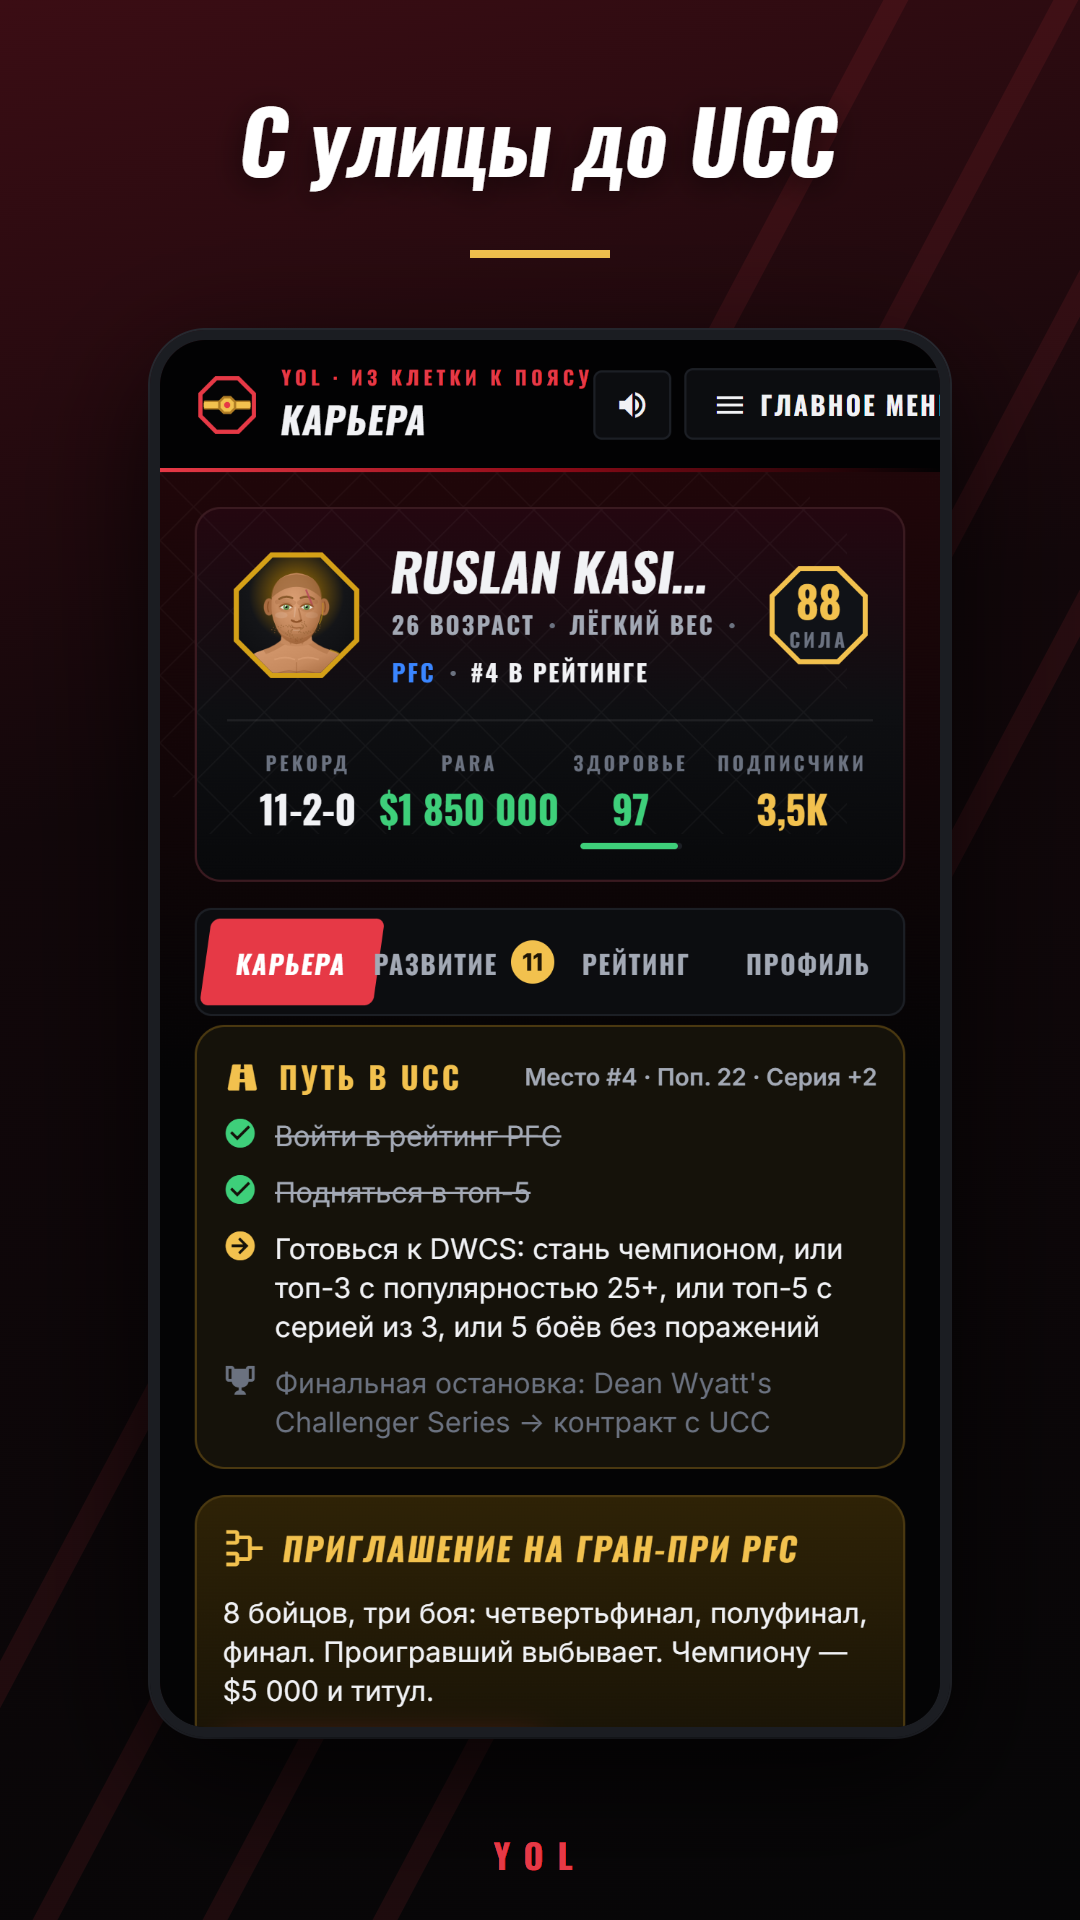 С улицы до UCC
YOL · ИЗ КЛЕТКИ К ПОЯСУ
КАРЬЕРА
ГЛАВНОЕ МЕН
RUSLAN KASI...
26 ВОЗРАСТ · ЛЁГКИЙ ВЕС ·
PFC · #4 В РЕЙТИНГЕ
88
СИЛА
РЕКОРД PARA ЗДОРОВЬЕ ПОДПИСЧИКИ
11-2-0 $1 850 000 97 3,5K
КАРЬЕРА РАЗВИТИЕ 11 РЕЙТИНГ ПРОФИЛЬ
ПУТЬ В UCC Место #4 · Поп. 22 · Серия +2
Войти в рейтинг PFC
Подняться в топ-5
Готовься к DWCS: стань чемпионом, или
топ-3 с популярностью 25+, или топ-5 с
серией из 3, или 5 боёв без поражений
Финальная остановка: Dean Wyatt's
Challenger Series → контракт с UCC
ПРИГЛАШЕНИЕ НА ГРАН-ПРИ PFC
8 бойцов, три боя: четвертьфинал, полуфинал,
финал. Проигравший выбывает. Чемпиону —
$5 000 и титул.
YOL